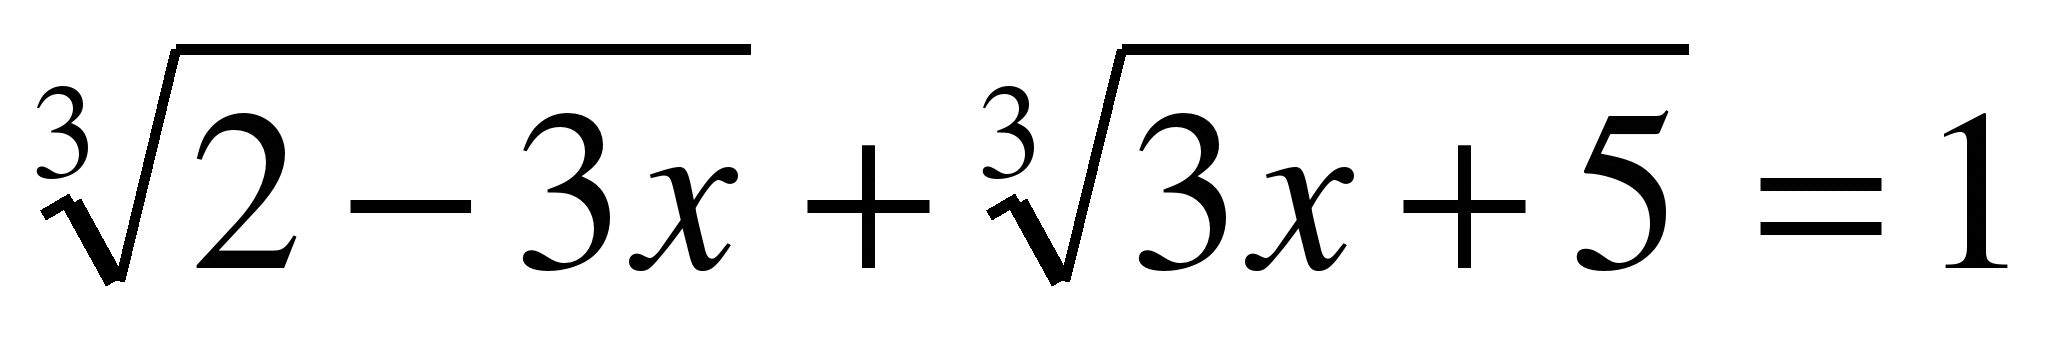 ∛(2 − 3x) + ∛(3x + 5) = 1